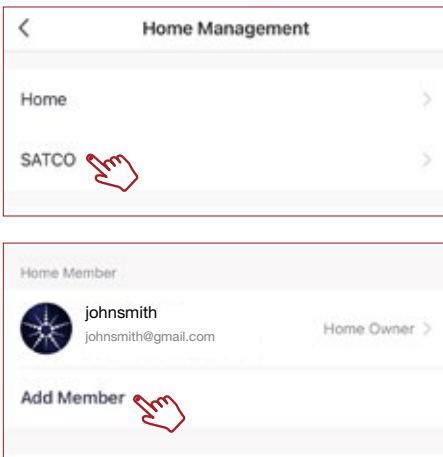 Home Management
Home
SATCO
Home Member
johnsmith
johnsmith@gmail.com
Home Owner
Add Member